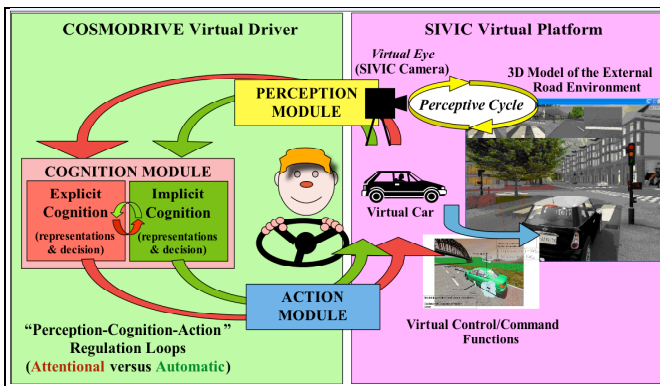 COSMODRIVE Virtual Driver
SIVIC Virtual Platform
Virtual Eye
(SIVIC Camera)
3D Model of the External
Road Environment
PERCEPTION
MODULE
Perceptive Cycle
COGNITION MODULE
Explicit
Cognition
(representations
& decision)
Implicit
Cognition
(representations
& decision)
Virtual Car
ACTION
MODULE
"Perception-Cognition-Action"
Regulation Loops
(Attentional versus Automatic)
Virtual Control/Command
Functions